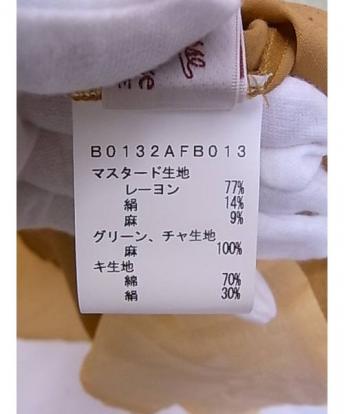 B0132AFB013
マスタード生地
レーヨン 77%
絹 14%
麻 9%
グリーン、チャ生地
麻 100%
キ生地
綿 70%
絹 30%